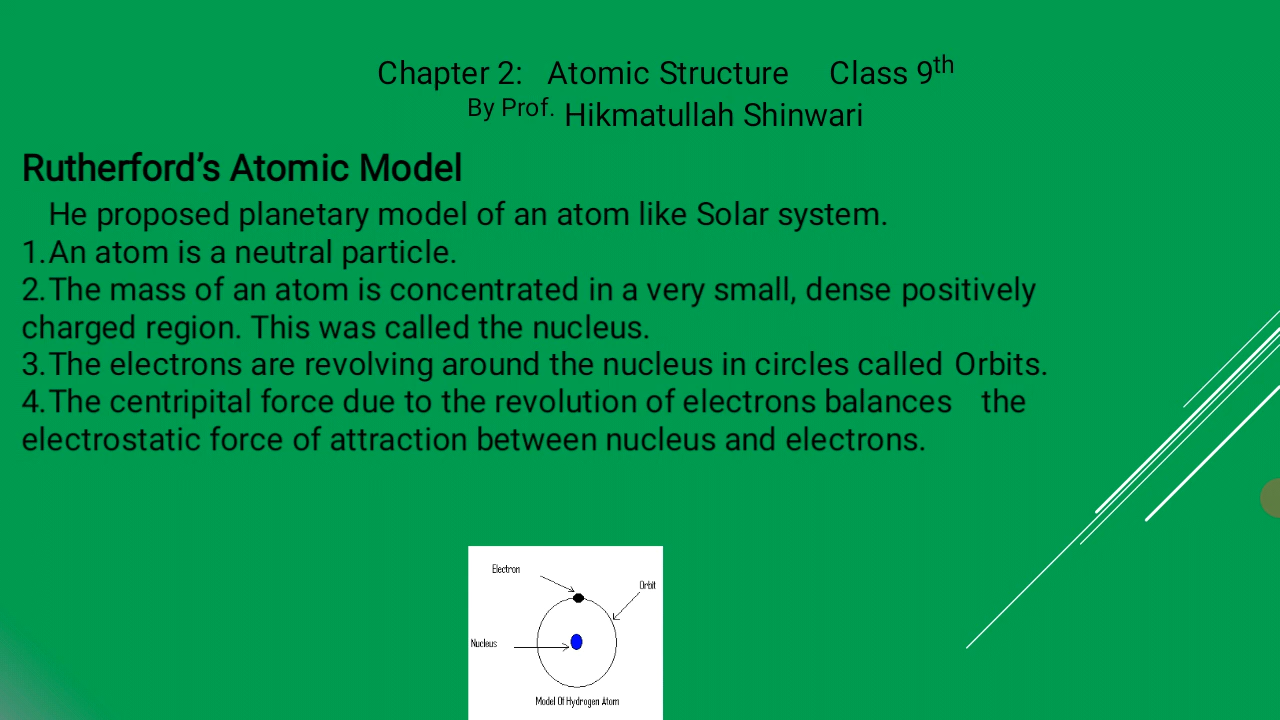 Chapter 2: Atomic Structure Class 9th
By Prof. Hikmatullah Shinwari
Rutherford’s Atomic Model
He proposed planetary model of an atom like Solar system.
1.An atom is a neutral particle.
2.The mass of an atom is concentrated in a very small, dense positively
charged region. This was called the nucleus.
3.The electrons are revolving around the nucleus in circles called Orbits.
4.The centripital force due to the revolution of electrons balances the
electrostatic force of attraction between nucleus and electrons.
Electron
Orbit
Nucleus
Model Of Hydrogen Atom